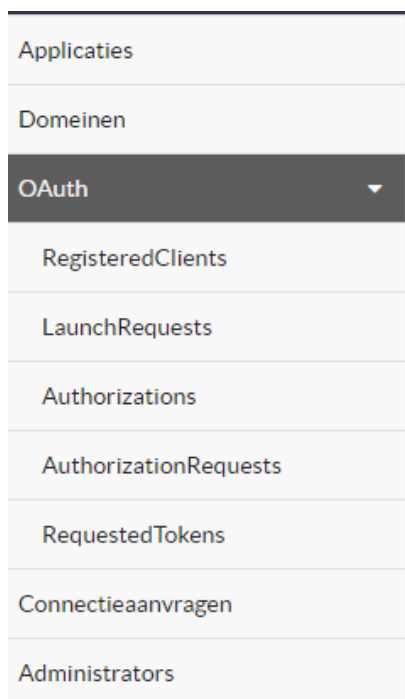 Applicaties
Domeinen
OAuth
RegisteredClients
LaunchRequests
Authorizations
AuthorizationRequests
RequestedTokens
Connectieaanvragen
Administrators